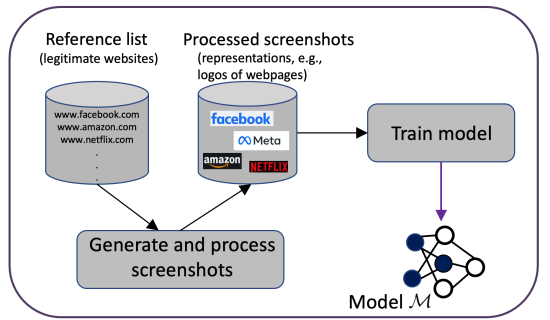 Reference list
(legitimate websites)
www.facebook.com
www.amazon.com
www.netflix.com
.
.
.
Processed screenshots
(representations, e.g.,
logos of webpages)
facebook
Meta
amazon
NETFLIX
Train model
Generate and process
screenshots
Model ℳ